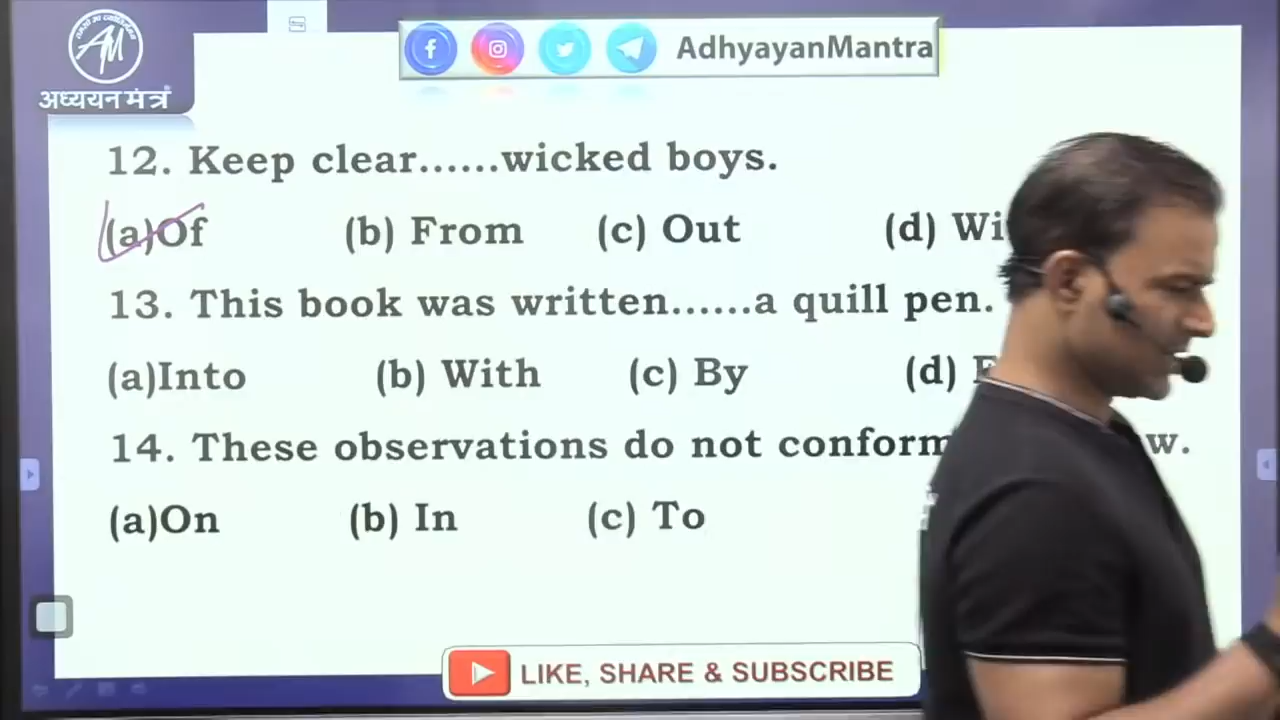 AdhyayanMantra
अध्ययन मंत्र
12. Keep clear......wicked boys.
(a)Of (b) From (c) Out (d) Wi
13. This book was written......a quill pen.
(a)Into (b) With (c) By (d)
14. These observations do not conform w.
(a)On (b) In (c) To
LIKE, SHARE & SUBSCRIBE